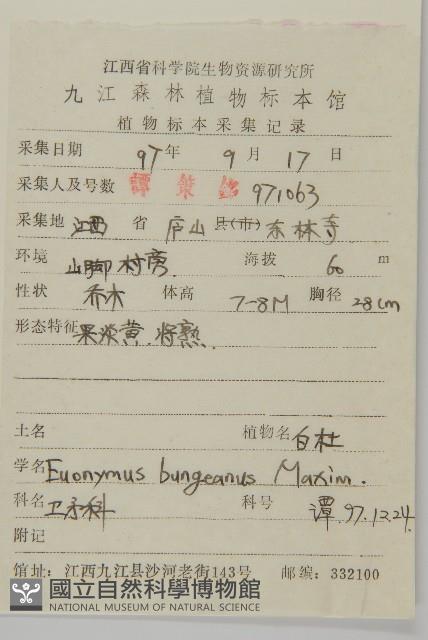 江西省科学院生物资源研究所
九江森林植物标本馆
植物标本采集记录
采集日期 97年 9月 17日
采集人及号数 譚策銘 971063
采集地 江西 省 庐山 县(市) 东林寺
环境 山脚村旁 海拔 60 m
性状 乔木 体高 7-8M 胸径 28cm
形态特征 果淡黄.将熟.
土名 植物名 白杜
学名 Euonymus bungeanus Maxim.
科名 卫矛科 科号 谭.97.12.24.
附记
馆址:江西九江县沙河老街143号 邮编:332100
國立自然科學博物館
NATIONAL MUSEUM OF NATURAL SCIENCE